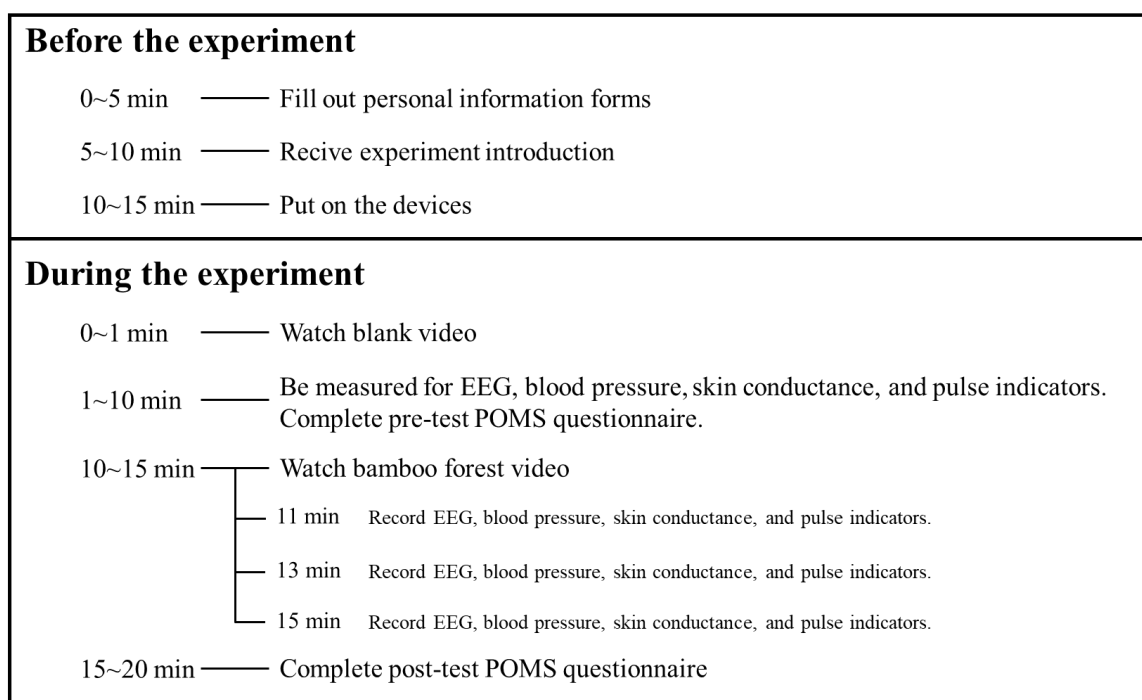 Before the experiment
0~5 min Fill out personal information forms
5~10 min Recive experiment introduction
10~15 min Put on the devices
During the experiment
0~1 min Watch blank video
1~10 min Be measured for EEG, blood pressure, skin conductance, and pulse indicators.
Complete pre-test POMS questionnaire.
10~15 min Watch bamboo forest video
11 min Record EEG, blood pressure, skin conductance, and pulse indicators.
13 min Record EEG, blood pressure, skin conductance, and pulse indicators.
15 min Record EEG, blood pressure, skin conductance, and pulse indicators.
15~20 min Complete post-test POMS questionnaire